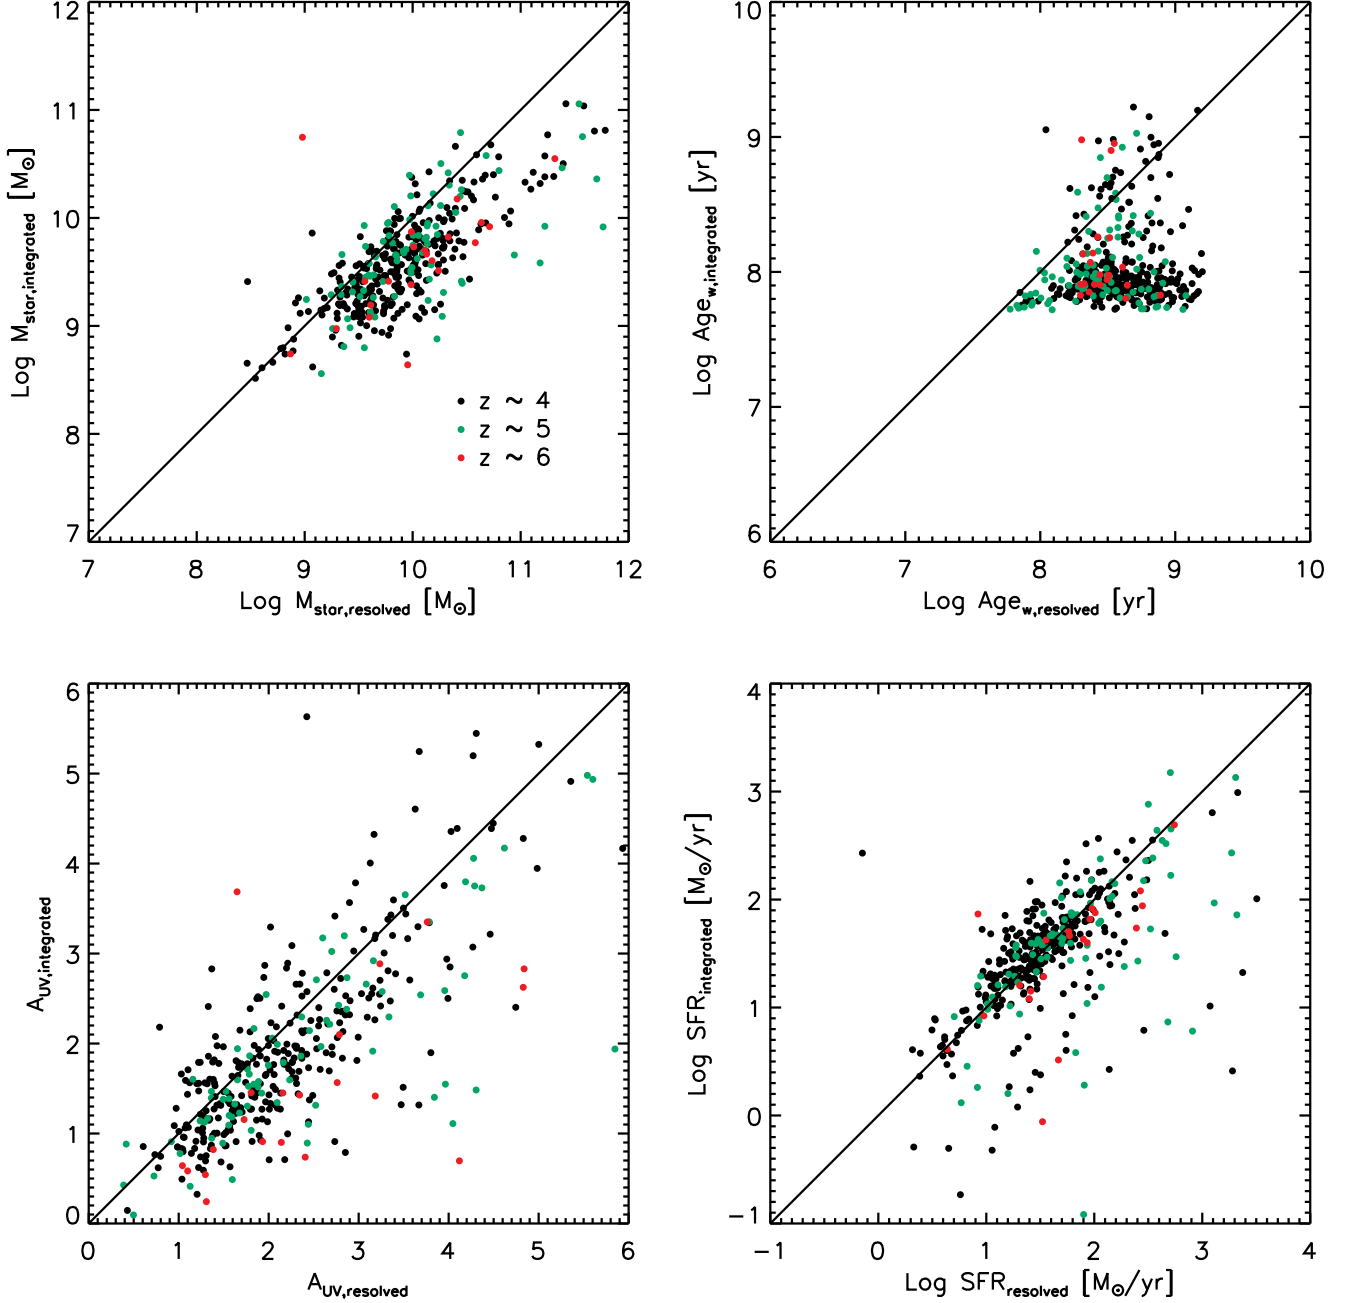 12
11
10
9
8
7
7 8 9 10 11 12
Log M_star,integrated [M⊙]
Log M_star,resolved [M⊙]
z ~ 4
z ~ 5
z ~ 6
10
9
8
7
6
6 7 8 9 10
Log Age_w,integrated [yr]
Log Age_w,resolved [yr]
6
5
4
3
2
1
0
0 1 2 3 4 5 6
A_UV,integrated
A_UV,resolved
4
3
2
1
0
−1
−1 0 1 2 3 4
Log SFR_integrated [M⊙/yr]
Log SFR_resolved [M⊙/yr]